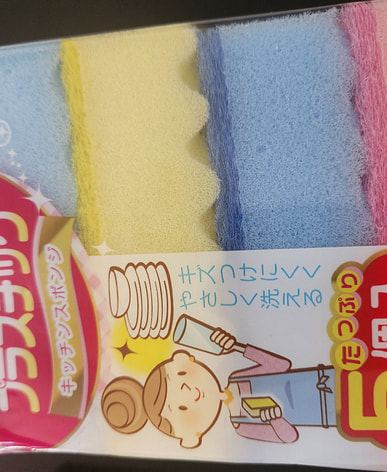 プラスチック
キッチンスポンジ
キズつけにくく
やさしく洗える
たっぷり
5個入